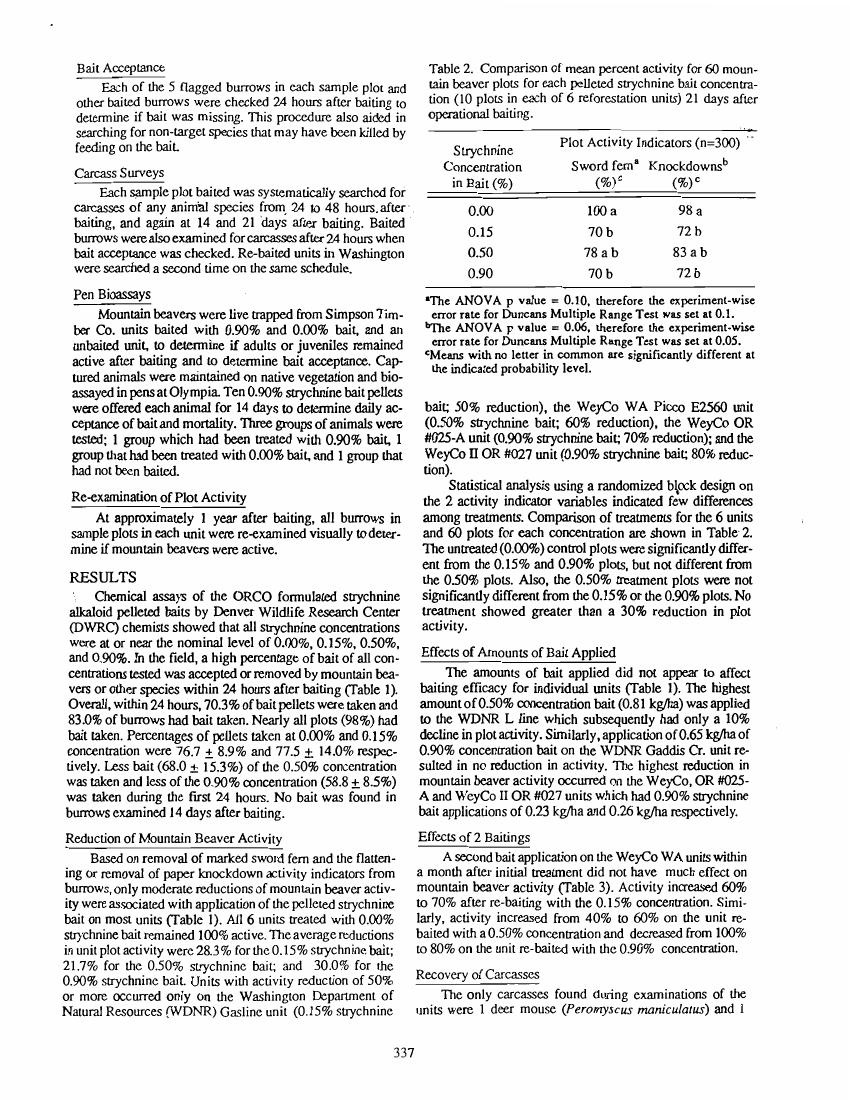 Bait Acceptance
Each of the 5 flagged burrows in each sample plot and
other baited burrows were checked 24 hours after baiting to
determine if bait was missing. This procedure also aided in
searching for non-target species that may have been killed by
feeding on the bait.
Carcass Surveys
Each sample plot baited was systematically searched for
carcasses of any animal species from 24 to 48 hours after
baiting, and again at 14 and 21 days after baiting. Baited
burrows were also examined for carcasses after 24 hours when
bait acceptance was checked. Re-baited units in Washington
were searched a second time on the same schedule.
Pen Bioassays
Mountain beavers were live trapped from Simpson Tim-
ber Co. units baited with 0.90% and 0.00% bait, and an
unbaited unit, to determine if adults or juveniles remained
active after baiting and to determine bait acceptance. Cap-
tured animals were maintained on native vegetation and bio-
assayed in pens at Olympia. Ten 0.90% strychnine bait pellets
were offered each animal for 14 days to determine daily ac-
ceptance of bait and mortality. Three groups of animals were
tested; 1 group which had been treated with 0.90% bait, 1
group that had been treated with 0.00% bait, and 1 group that
had not been baited.
Re-examination of Plot Activity
At approximately 1 year after baiting, all burrows in
sample plots in each unit were re-examined visually to deter-
mine if mountain beavers were active.
RESULTS
Chemical assays of the ORCO formulated strychnine
alkaloid pelleted baits by Denver Wildlife Research Center
(DWRC) chemists showed that all strychnine concentrations
were at or near the nominal level of 0.00%, 0.15%, 0.50%,
and 0.90%. In the field, a high percentage of bait of all con-
centrations tested was accepted or removed by mountain bea-
vers or other species within 24 hours after baiting (Table 1).
Overall, within 24 hours, 70.3% of bait pellets were taken and
83.0% of burrows had bait taken. Nearly all plots (98%) had
bait taken. Percentages of pellets taken at 0.00% and 0.15%
concentration were 76.7 ± 8.9% and 77.5 ± 14.0% respec-
tively. Less bait (68.0 ± 15.3%) of the 0.50% concentration
was taken and less of the 0.90% concentration (58.8 ± 8.5%)
was taken during the first 24 hours. No bait was found in
burrows examined 14 days after baiting.
Reduction of Mountain Beaver Activity
Based on removal of marked sword fern and the flatten-
ing or removal of paper knockdown activity indicators from
burrows, only moderate reductions of mountain beaver activ-
ity were associated with application of the pelleted strychnine
bait on most units (Table 1). All 6 units treated with 0.00%
strychnine bait remained 100% active. The average reductions
in unit plot activity were 28.3% for the 0.15% strychnine bait;
21.7% for the 0.50% strychnine bait; and 30.0% for the
0.90% strychnine bait. Units with activity reduction of 50%
or more occurred only on the Washington Department of
Natural Resources (WDNR) Gasline unit (0.15% strychnine
Table 2. Comparison of mean percent activity for 60 moun-
tain beaver plots for each pelleted strychnine bait concentra-
tion (10 plots in each of 6 reforestation units) 21 days after
operational baiting.
Strychnine Concentration in Bait (%)
Plot Activity Indicators (n=300)
Sword fern^a (%)^c Knockdowns^b (%)^c
0.00 100 a 98 a
0.15 70 b 72 b
0.50 78 a b 83 a b
0.90 70 b 72 b
^aThe ANOVA p value = 0.10, therefore the experiment-wise
error rate for Duncans Multiple Range Test was set at 0.1.
^bThe ANOVA p value = 0.06, therefore the experiment-wise
error rate for Duncans Multiple Range Test was set at 0.05.
^cMeans with no letter in common are significantly different at
the indicated probability level.
bait; 50% reduction), the WeyCo WA Picco E2560 unit
(0.50% strychnine bait; 60% reduction), the WeyCo OR
#025-A unit (0.90% strychnine bait; 70% reduction); and the
WeyCo II OR #027 unit (0.90% strychnine bait; 80% reduc-
tion).
Statistical analysis using a randomized block design on
the 2 activity indicator variables indicated few differences
among treatments. Comparison of treatments for the 6 units
and 60 plots for each concentration are shown in Table 2.
The untreated (0.00%) control plots were significantly differ-
ent from the 0.15% and 0.90% plots, but not different from
the 0.50% plots. Also, the 0.50% treatment plots were not
significantly different from the 0.15% or the 0.90% plots. No
treatment showed greater than a 30% reduction in plot
activity.
Effects of Amounts of Bait Applied
The amounts of bait applied did not appear to affect
baiting efficacy for individual units (Table 1). The highest
amount of 0.50% concentration bait (0.81 kg/ha) was applied
to the WDNR L line which subsequently had only a 10%
decline in plot activity. Similarly, application of 0.65 kg/ha of
0.90% concentration bait on the WDNR Gaddis Cr. unit re-
sulted in no reduction in activity. The highest reduction in
mountain beaver activity occurred on the WeyCo, OR #025-
A and WeyCo II OR #027 units which had 0.90% strychnine
bait applications of 0.23 kg/ha and 0.26 kg/ha respectively.
Effects of 2 Baitings
A second bait application on the WeyCo WA units within
a month after initial treatment did not have much effect on
mountain beaver activity (Table 3). Activity increased 60%
to 70% after re-baiting with the 0.15% concentration. Simi-
larly, activity increased from 40% to 60% on the unit re-
baited with a 0.50% concentration and decreased from 100%
to 80% on the unit re-baited with the 0.90% concentration.
Recovery of Carcasses
The only carcasses found during examinations of the
units were 1 deer mouse (Peromyscus maniculatus) and 1
337